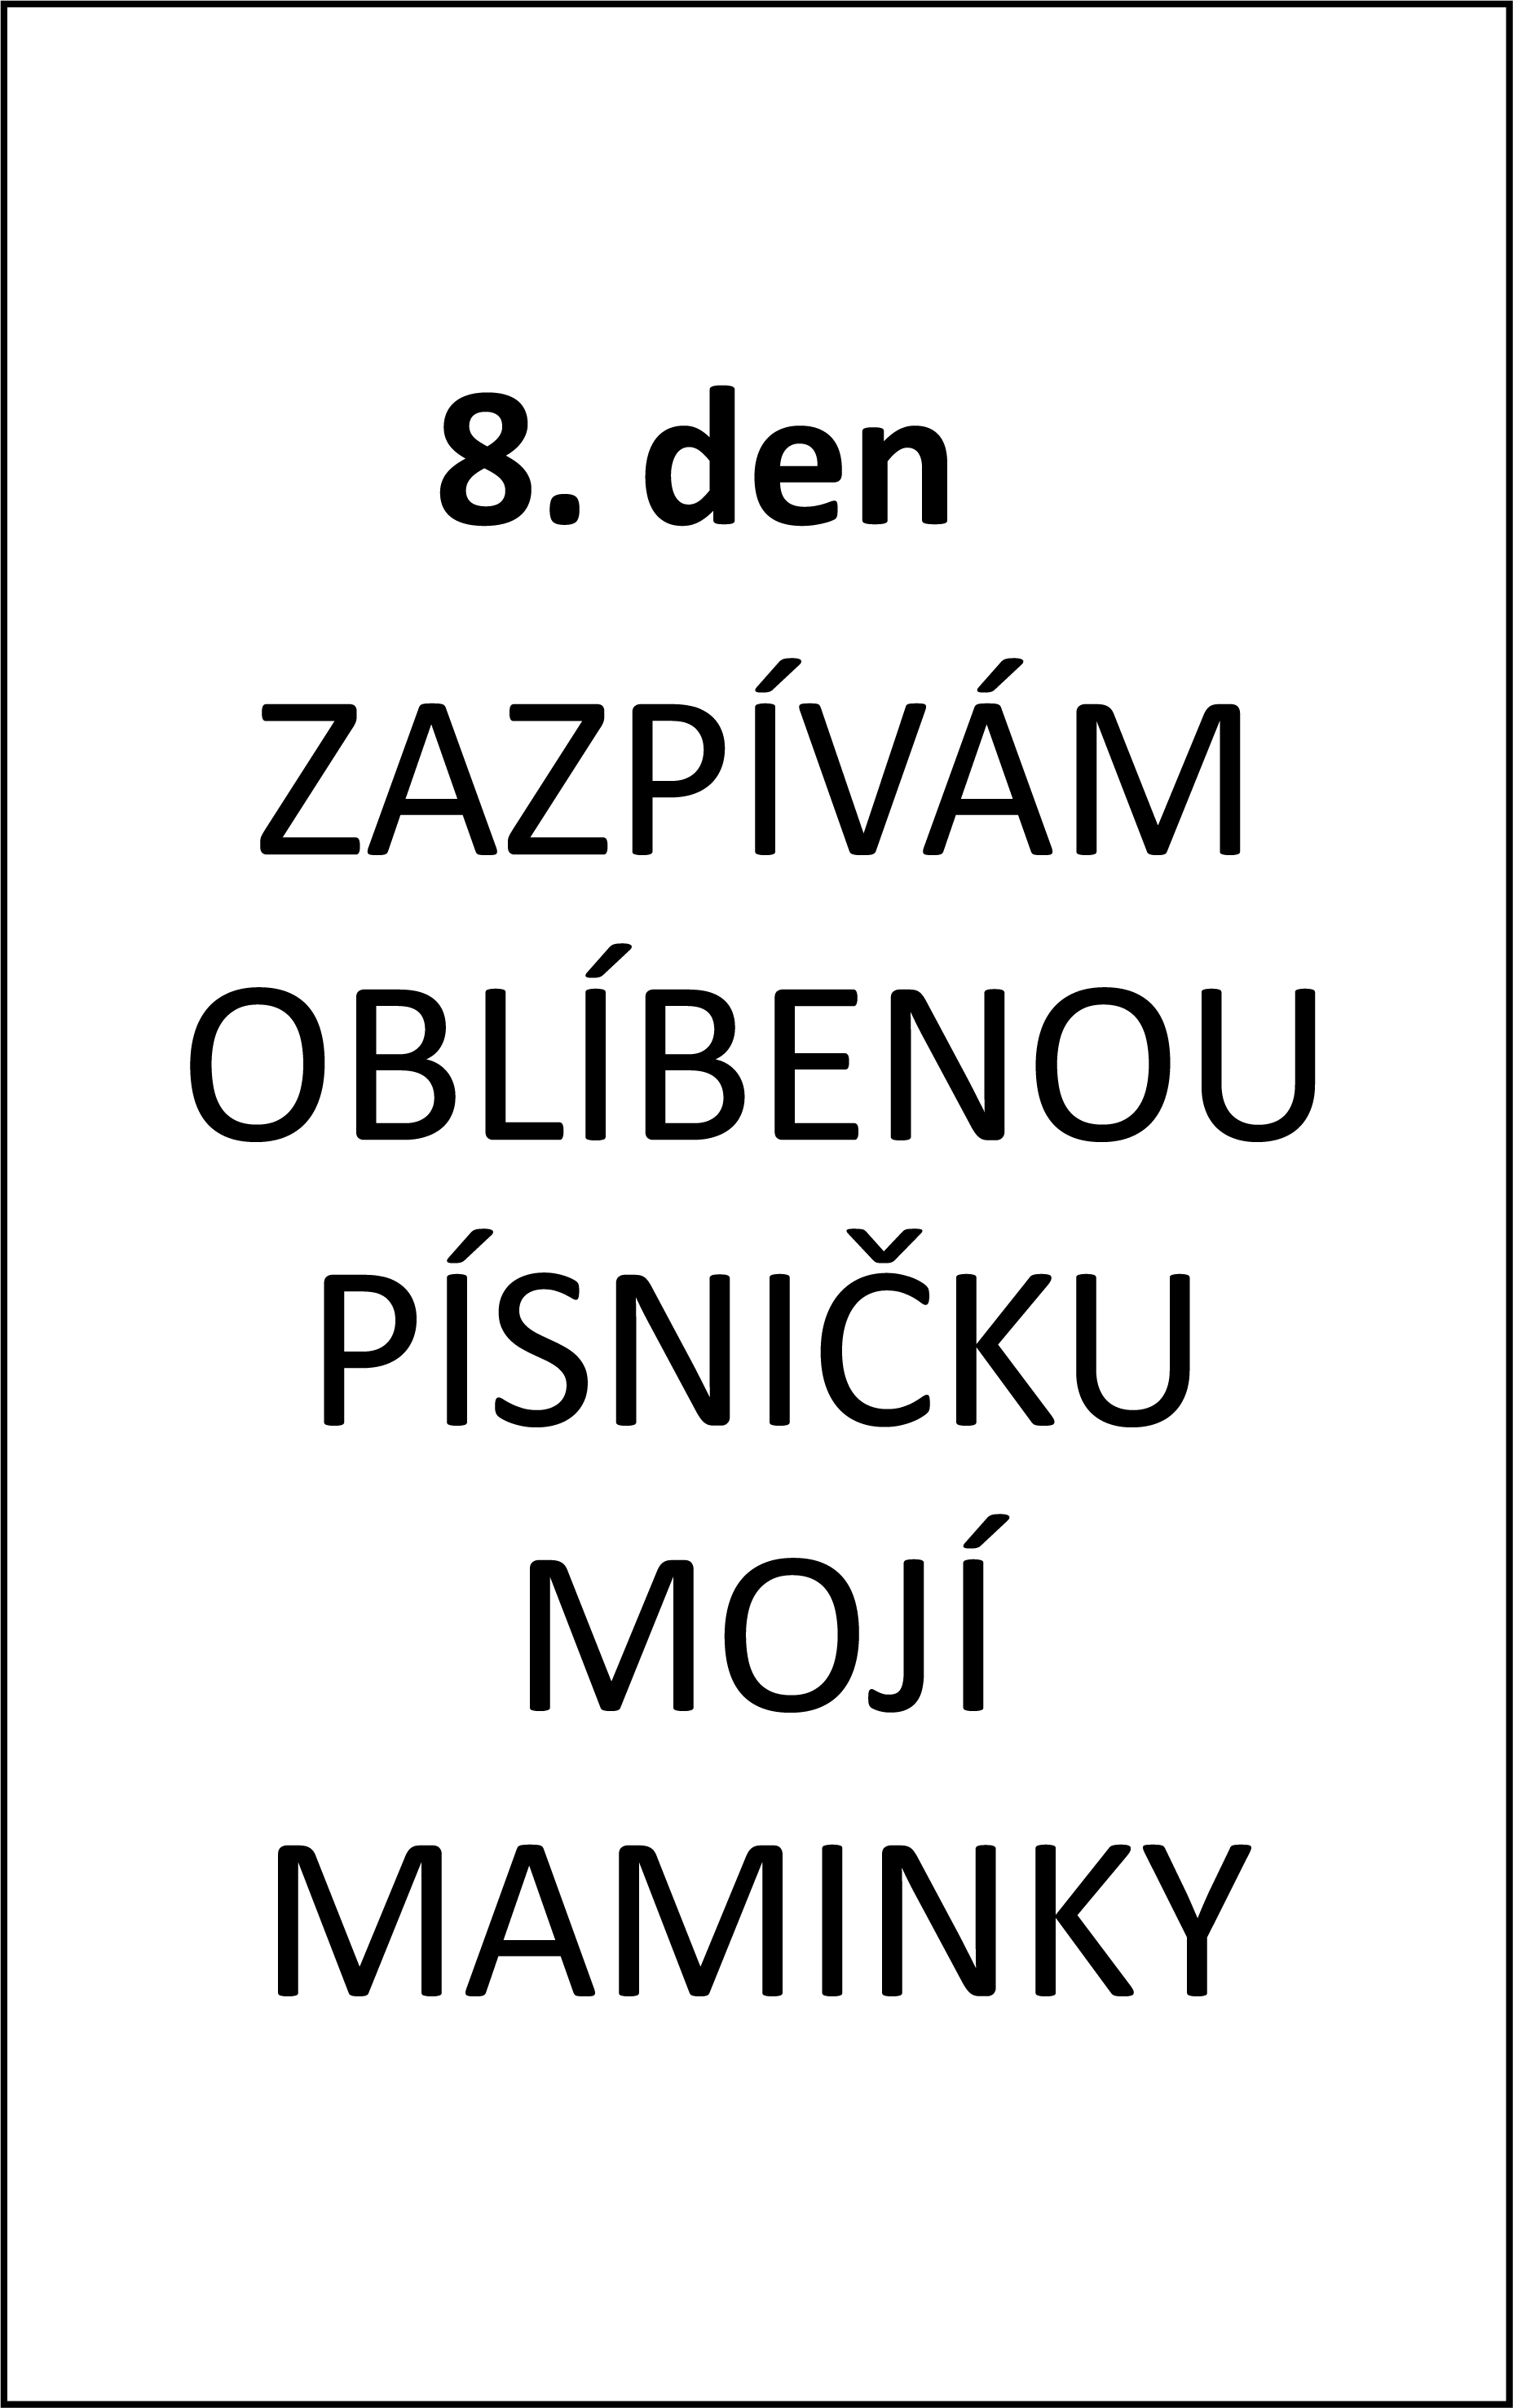 8. den
ZAZPÍVÁM
OBLÍBENOU
PÍSNIČKU
MOJÍ
MAMINKY